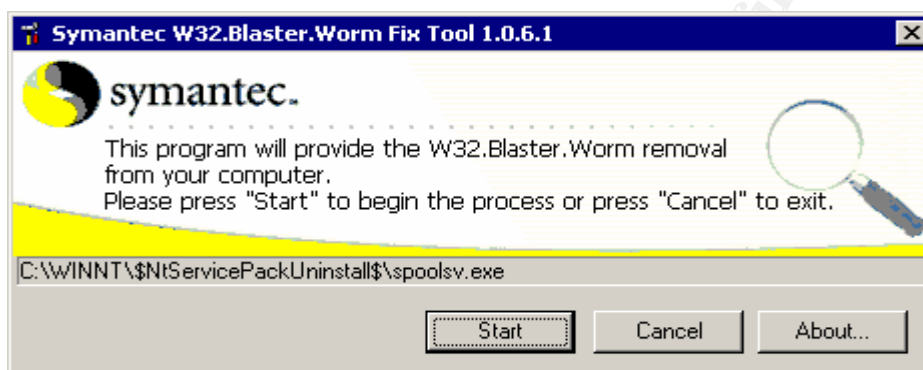 Symantec W32.Blaster.Worm Fix Tool 1.0.6.1
symantec.
This program will provide the W32.Blaster.Worm removal
from your computer.
Please press "Start" to begin the process or press "Cancel" to exit.
C:\WINNT\$NtServicePackUninstall$\spoolsv.exe
Start Cancel About...